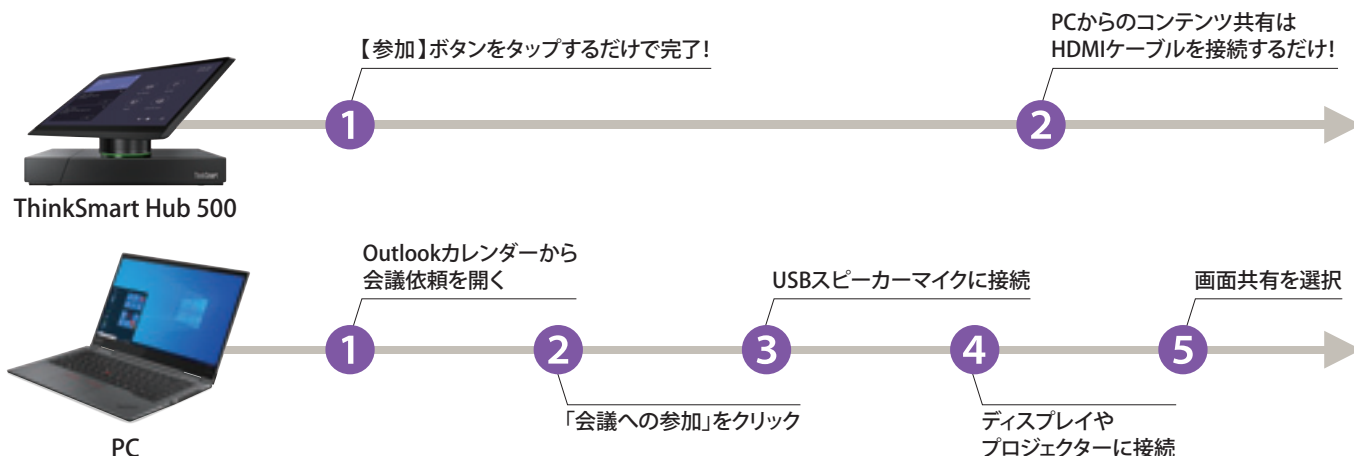 【参加】ボタンをタップするだけで完了!
PCからのコンテンツ共有は
HDMIケーブルを接続するだけ!
1
2
ThinkSmart Hub 500
Outlookカレンダーから
会議依頼を開く
USBスピーカーマイクに接続
画面共有を選択
1
2
3
4
5
「会議への参加」をクリック
ディスプレイや
プロジェクターに接続
PC